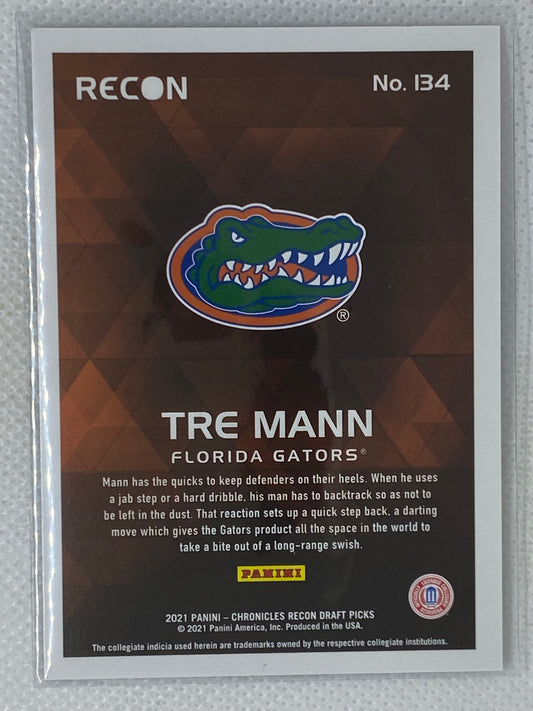 RECON
No. 134
®
TRE MANN
FLORIDA GATORS®
Mann has the quicks to keep defenders on their heels. When he uses
a jab step or a hard dribble, his man has to backtrack so as not to
be left in the dust. That reaction sets up a quick step back, a darting
move which gives the Gators product all the space in the world to
take a bite out of a long-range swish.
PANINI
2021 PANINI – CHRONICLES RECON DRAFT PICKS
© 2021 Panini America, Inc. Produced in the USA.
The collegiate indicia used herein are trademarks owned by the respective collegiate institutions.